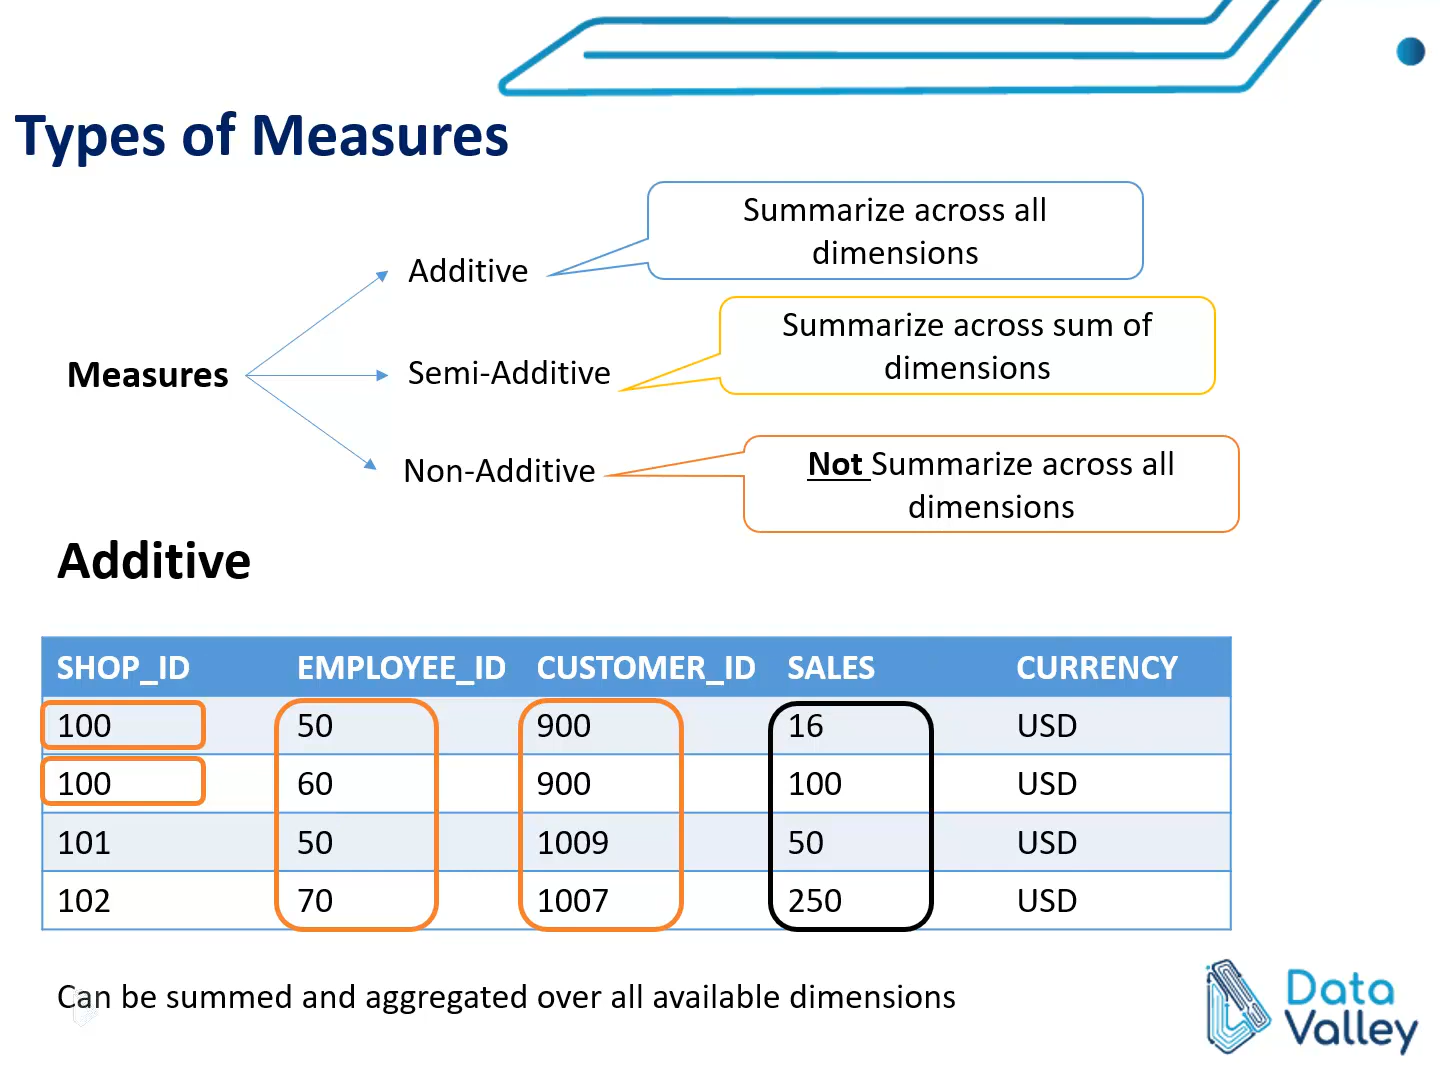 Types of Measures
Summarize across all
dimensions
Additive
Summarize across sum of
dimensions
Measures
Semi-Additive
Not Summarize across all
dimensions
Non-Additive
Additive
SHOP_ID EMPLOYEE_ID CUSTOMER_ID SALES CURRENCY
100 50 900 16 USD
100 60 900 100 USD
101 50 1009 50 USD
102 70 1007 250 USD
Can be summed and aggregated over all available dimensions
Data
Valley